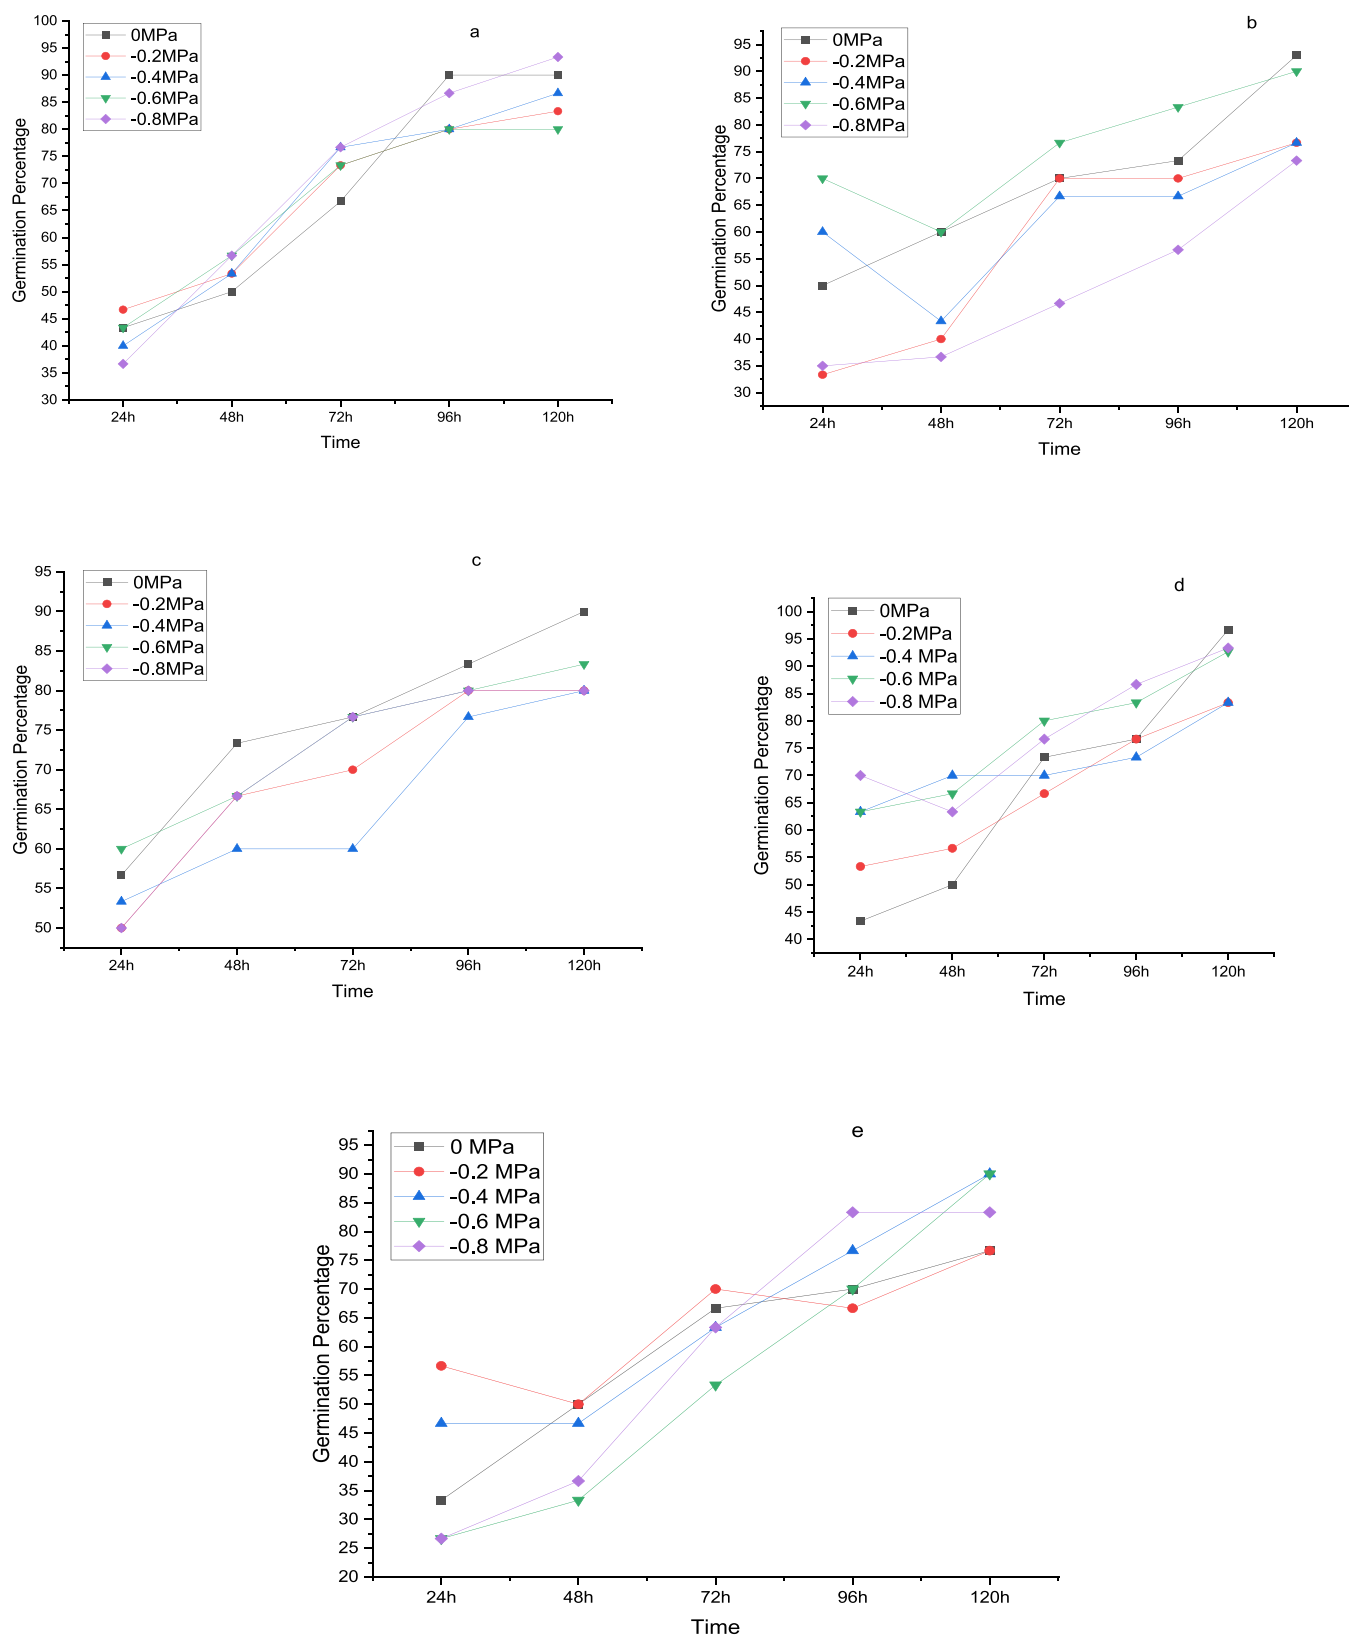 a
0MPa
-0.2MPa
-0.4MPa
-0.6MPa
-0.8MPa
Germination Percentage
100
95
90
85
80
75
70
65
60
55
50
45
40
35
30
24h 48h 72h 96h 120h
Time
b
0MPa
-0.2MPa
-0.4MPa
-0.6MPa
-0.8MPa
Germination Percentage
95
90
85
80
75
70
65
60
55
50
45
40
35
30
24h 48h 72h 96h 120h
Time
c
0MPa
-0.2MPa
-0.4MPa
-0.6MPa
-0.8MPa
Germination Percentage
95
90
85
80
75
70
65
60
55
50
24h 48h 72h 96h 120h
Time
d
0MPa
-0.2MPa
-0.4 MPa
-0.6 MPa
-0.8 MPa
Germination Percentage
100
95
90
85
80
75
70
65
60
55
50
45
40
24h 48h 72h 96h 120h
Time
e
0 MPa
-0.2 MPa
-0.4 MPa
-0.6 MPa
-0.8 MPa
Germination Percentage
95
90
85
80
75
70
65
60
55
50
45
40
35
30
25
20
24h 48h 72h 96h 120h
Time